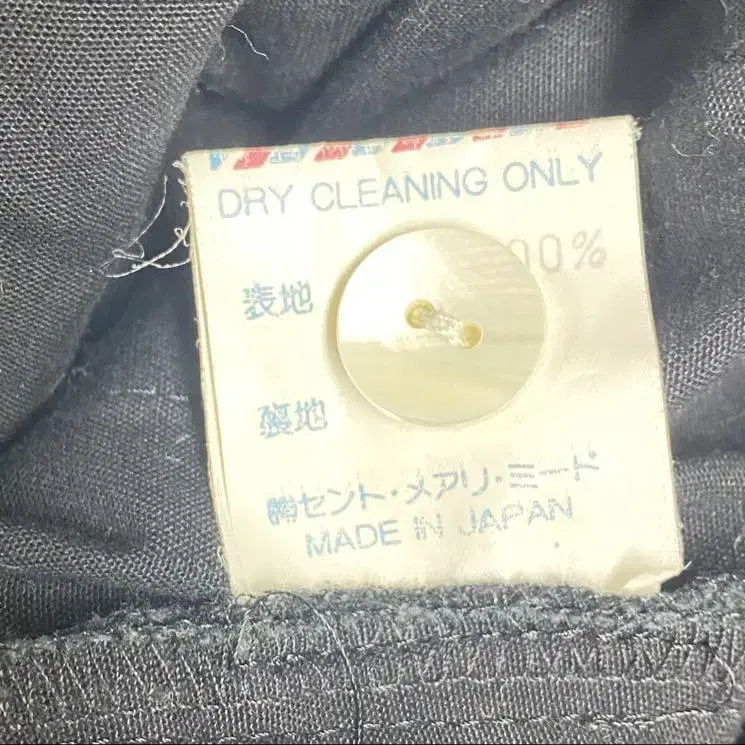 DRY CLEANING ONLY
00%
表地
裏地
㈱セント・メアリ・ミード
MADE IN JAPAN